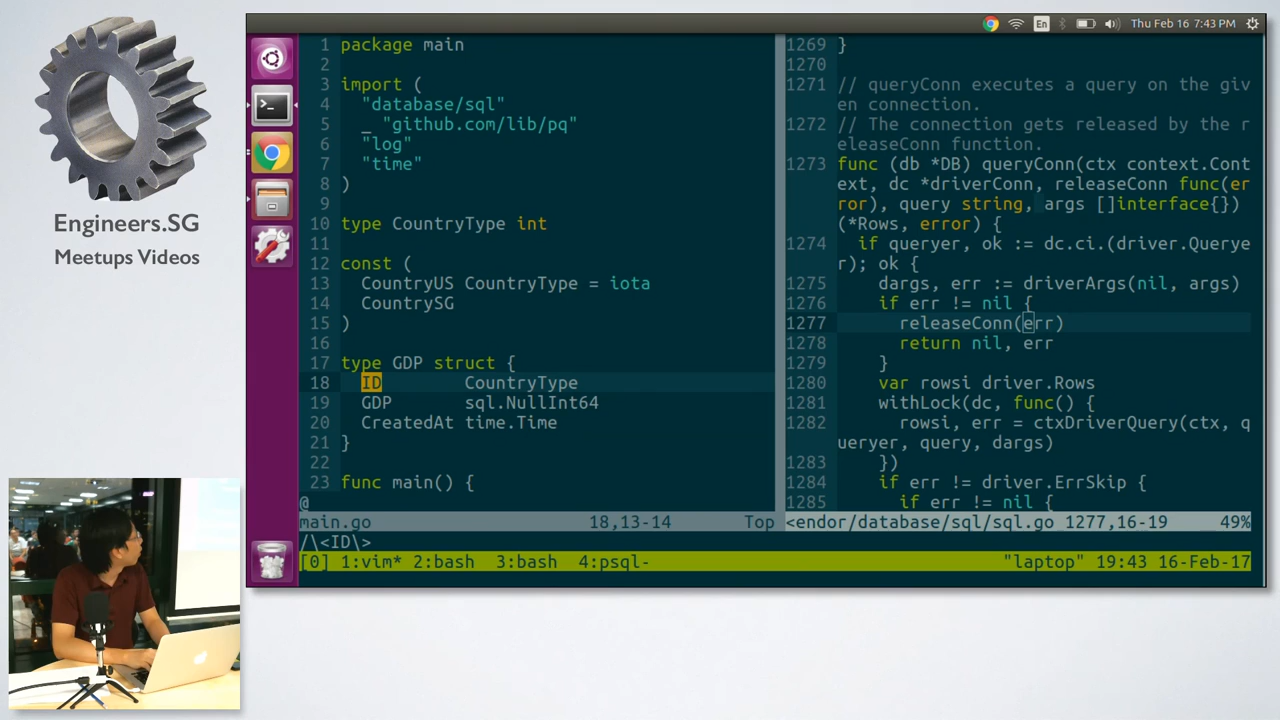 Engineers.SG
Meetups Videos
En
Thu Feb 16 7:43 PM
1 package main
2
3 import (
4 "database/sql"
5 _ "github.com/lib/pq"
6 "log"
7 "time"
8 )
9
10 type CountryType int
11
12 const (
13 CountryUS CountryType = iota
14 CountrySG
15 )
16
17 type GDP struct {
18 ID CountryType
19 GDP sql.NullInt64
20 CreatedAt time.Time
21 }
22
23 func main() {
@
main.go 18,13-14 Top
1269 }
1270
1271 // queryConn executes a query on the giv
en connection.
1272 // The connection gets released by the r
eleaseConn function.
1273 func (db *DB) queryConn(ctx context.Cont
ext, dc *driverConn, releaseConn func(er
ror), query string, args []interface{})
(*Rows, error) {
1274 if queryer, ok := dc.ci.(driver.Querye
r); ok {
1275 dargs, err := driverArgs(nil, args)
1276 if err != nil {
1277 releaseConn(err)
1278 return nil, err
1279 }
1280 var rowsi driver.Rows
1281 withLock(dc, func() {
1282 rowsi, err = ctxDriverQuery(ctx, q
ueryer, query, dargs)
1283 })
1284 if err != driver.ErrSkip {
1285 if err != nil {
<endor/database/sql/sql.go 1277,16-19 49%
/\<ID\>
[0] 1:vim* 2:bash 3:bash 4:psql- "laptop" 19:43 16-Feb-17